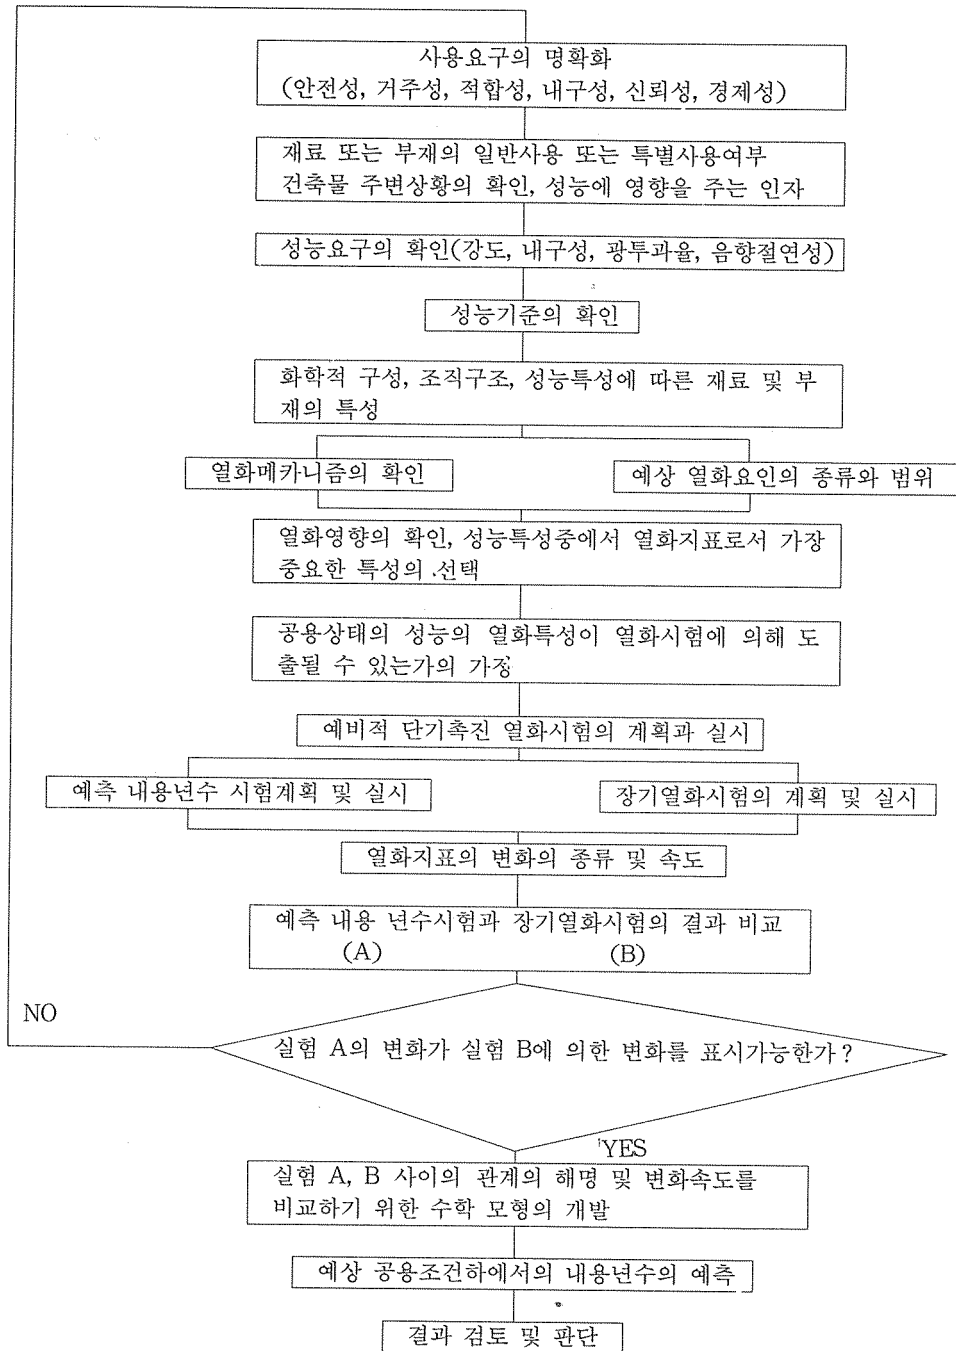 사용요구의 명확화
(안전성, 거주성, 적합성, 내구성, 신뢰성, 경제성)
재료 또는 부재의 일반사용 또는 특별사용여부
건축물 주변상황의 확인, 성능에 영향을 주는 인자
성능요구의 확인(강도, 내구성, 광투과율, 음향절연성)
성능기준의 확인
화학적 구성, 조직구조, 성능특성에 따른 재료 및 부
재의 특성
열화메카니즘의 확인
예상 열화요인의 종류와 범위
열화영향의 확인, 성능특성중에서 열화지표로서 가장
중요한 특성의 선택
공용상태의 성능의 열화특성이 열화시험에 의해 도
출될 수 있는가의 가정
예비적 단기촉진 열화시험의 계획과 실시
예측 내용년수 시험계획 및 실시
장기열화시험의 계획 및 실시
열화지표의 변화의 종류 및 속도
예측 내용 년수시험과 장기열화시험의 결과 비교
(A) (B)
NO
실험 A의 변화가 실험 B에 의한 변화를 표시가능한가?
YES
실험 A, B 사이의 관계의 해명 및 변화속도를
비교하기 위한 수학 모형의 개발
예상 공용조건하에서의 내용년수의 예측
결과 검토 및 판단